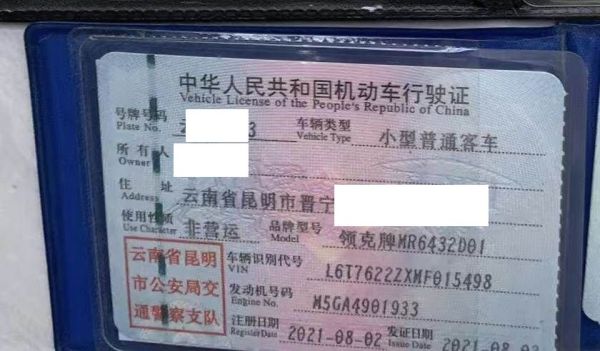 中华人民共和国机动车行驶证
Vehicle License of the People's Republic of China
号牌号码 3 车辆类型 小型普通客车
Plate No. Vehicle Type
所有人
Owner
住 址 云南省昆明市晋宁
Address
使用性质 非营运 品牌型号 领克牌MR6432D01
Use Character Model
云南省昆明 车辆识别代号 L6T7622ZXMF015498
VIN
市公安局交 发动机号码 M5GA4901933
Engine No.
通警察支队 注册日期 2021-08-02 发证日期 2021-08-03
Register Date Issue Date